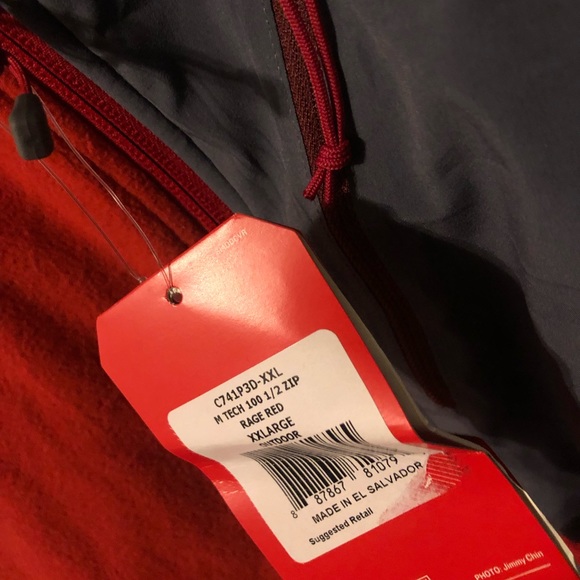 C741P3D-XXL
M TECH 100 1/2 ZIP
RAGE RED
XXLARGE
OUTDOOR
8 87867 81079
MADE IN EL SALVADOR
Suggested Retail
PHOTO: Jimmy Chin